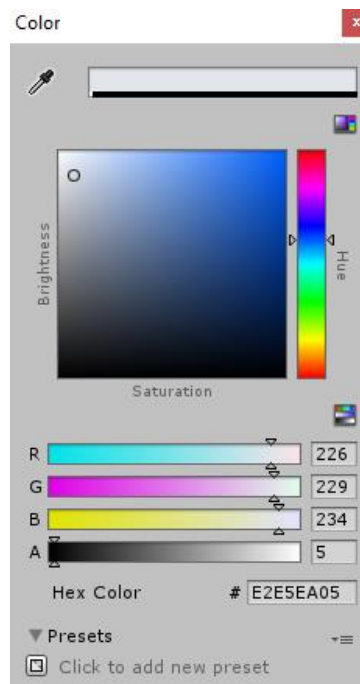 Color
x
Brightness
Hue
Saturation
R 226
G 229
B 234
A 5
Hex Color # E2E5EA05
Presets
Click to add new preset